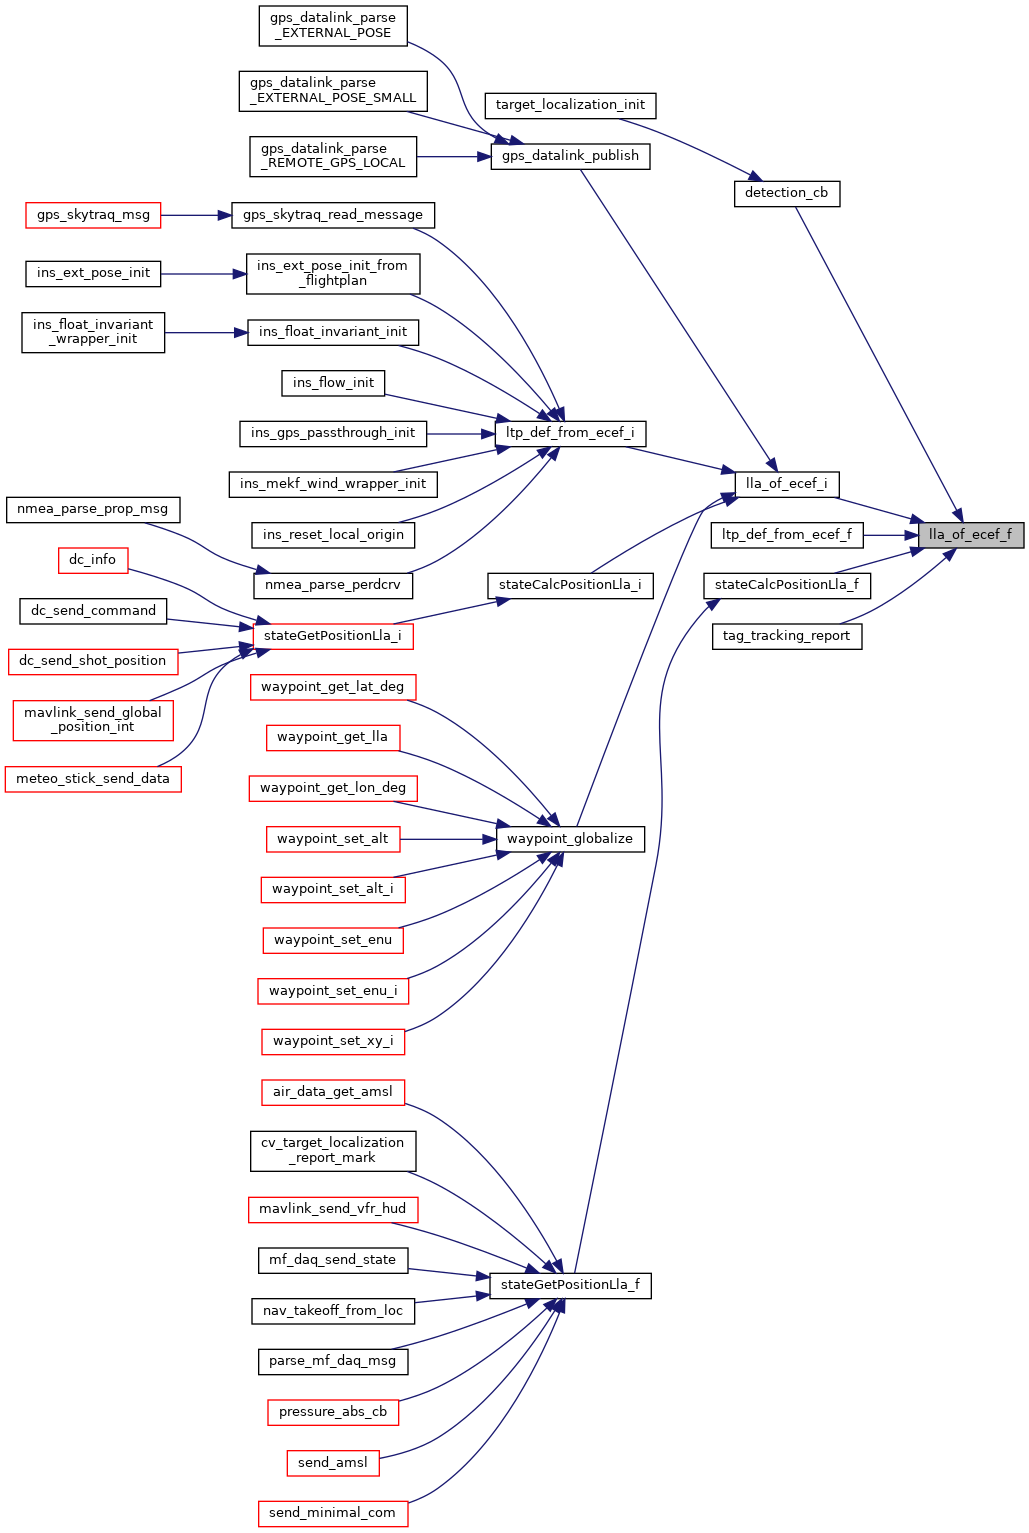 gps_datalink_parse
_EXTERNAL_POSE
gps_datalink_parse
_EXTERNAL_POSE_SMALL
target_localization_init
gps_datalink_parse
_REMOTE_GPS_LOCAL
gps_datalink_publish
detection_cb
gps_skytraq_msg
gps_skytraq_read_message
ins_ext_pose_init
ins_ext_pose_init_from
_flightplan
ins_float_invariant
_wrapper_init
ins_float_invariant_init
ins_flow_init
ins_gps_passthrough_init
ltp_def_from_ecef_i
ins_mekf_wind_wrapper_init
lla_of_ecef_i
nmea_parse_prop_msg
ins_reset_local_origin
ltp_def_from_ecef_f
lla_of_ecef_f
dc_info
nmea_parse_perdcrv
stateCalcPositionLla_i
stateCalcPositionLla_f
dc_send_command
stateGetPositionLla_i
tag_tracking_report
dc_send_shot_position
waypoint_get_lat_deg
mavlink_send_global
_position_int
waypoint_get_lla
meteo_stick_send_data
waypoint_get_lon_deg
waypoint_set_alt
waypoint_globalize
waypoint_set_alt_i
waypoint_set_enu
waypoint_set_enu_i
waypoint_set_xy_i
air_data_get_amsl
cv_target_localization
_report_mark
mavlink_send_vfr_hud
mf_daq_send_state
stateGetPositionLla_f
nav_takeoff_from_loc
parse_mf_daq_msg
pressure_abs_cb
send_amsl
send_minimal_com